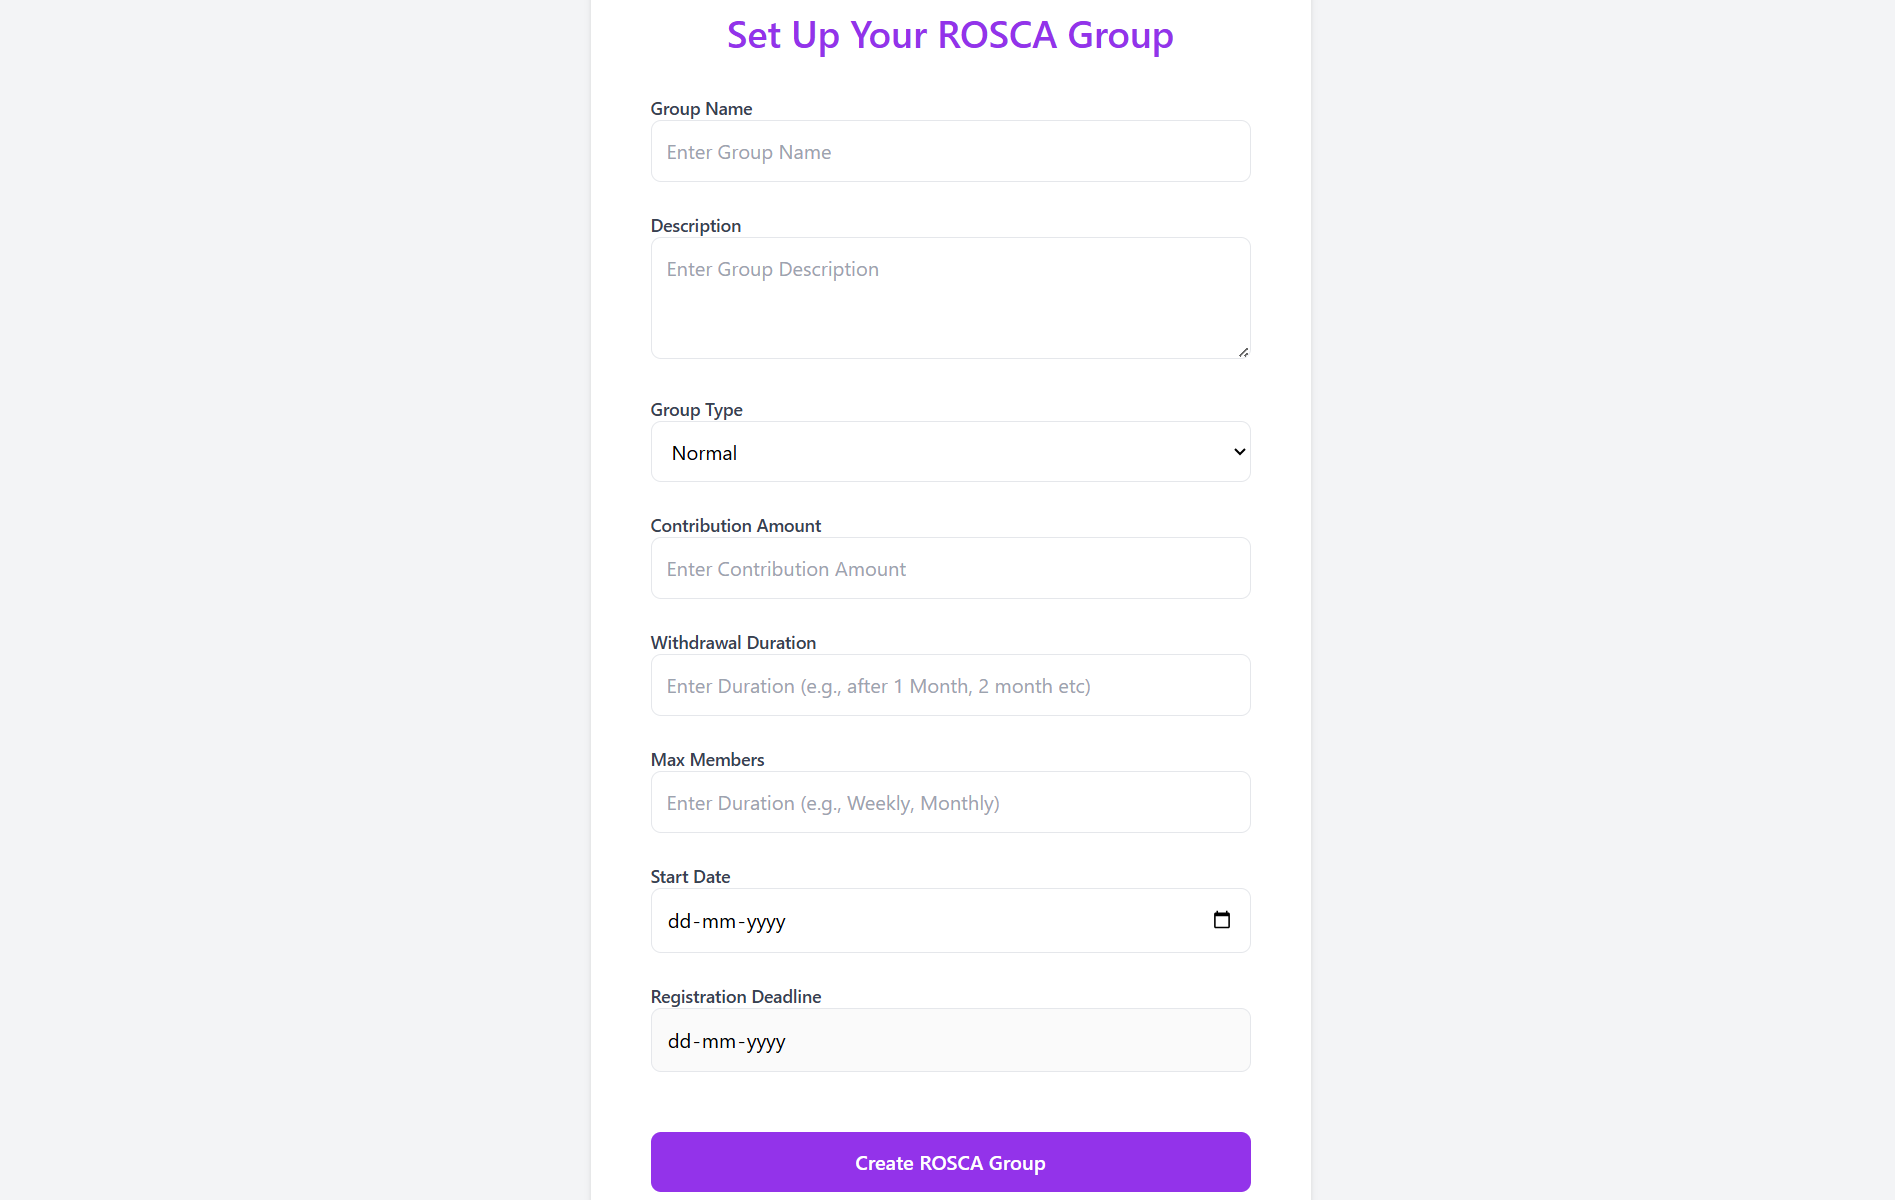 Set Up Your ROSCA Group
Group Name
Enter Group Name
Description
Enter Group Description
Group Type
Normal
Contribution Amount
Enter Contribution Amount
Withdrawal Duration
Enter Duration (e.g., after 1 Month, 2 month etc)
Max Members
Enter Duration (e.g., Weekly, Monthly)
Start Date
dd-mm-yyyy
Registration Deadline
dd-mm-yyyy
Create ROSCA Group